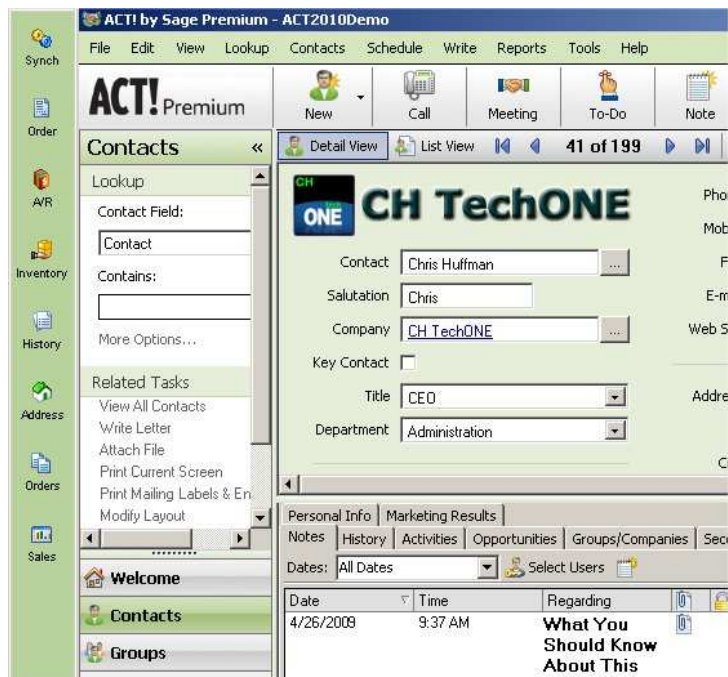 ACT! by Sage Premium - ACT2010Demo
File Edit View Lookup Contacts Schedule Write Reports Tools Help
Synch
Order
A/R
Inventory
History
Address
Orders
Sales
ACT! Premium
New Call Meeting To-Do Note
Contacts «
Detail View List View 41 of 199
Lookup
Contact Field:
Contact
Contains:
More Options...
Related Tasks
View All Contacts
Write Letter
Attach File
Print Current Screen
Print Mailing Labels & En
Modify Layout
Welcome
Contacts
Groups
CH
ONE
CH TechONE
Contact Chris Huffman ...
Salutation Chris
Company CH TechONE ...
Key Contact
Title CEO
Department Administration
Pho
Mob
F
E-m
Web S
Addre
C
Personal Info Marketing Results
Notes History Activities Opportunities Groups/Companies Sec
Dates: All Dates Select Users
Date Time Regarding
4/26/2009 9:37 AM What You
Should Know
About This